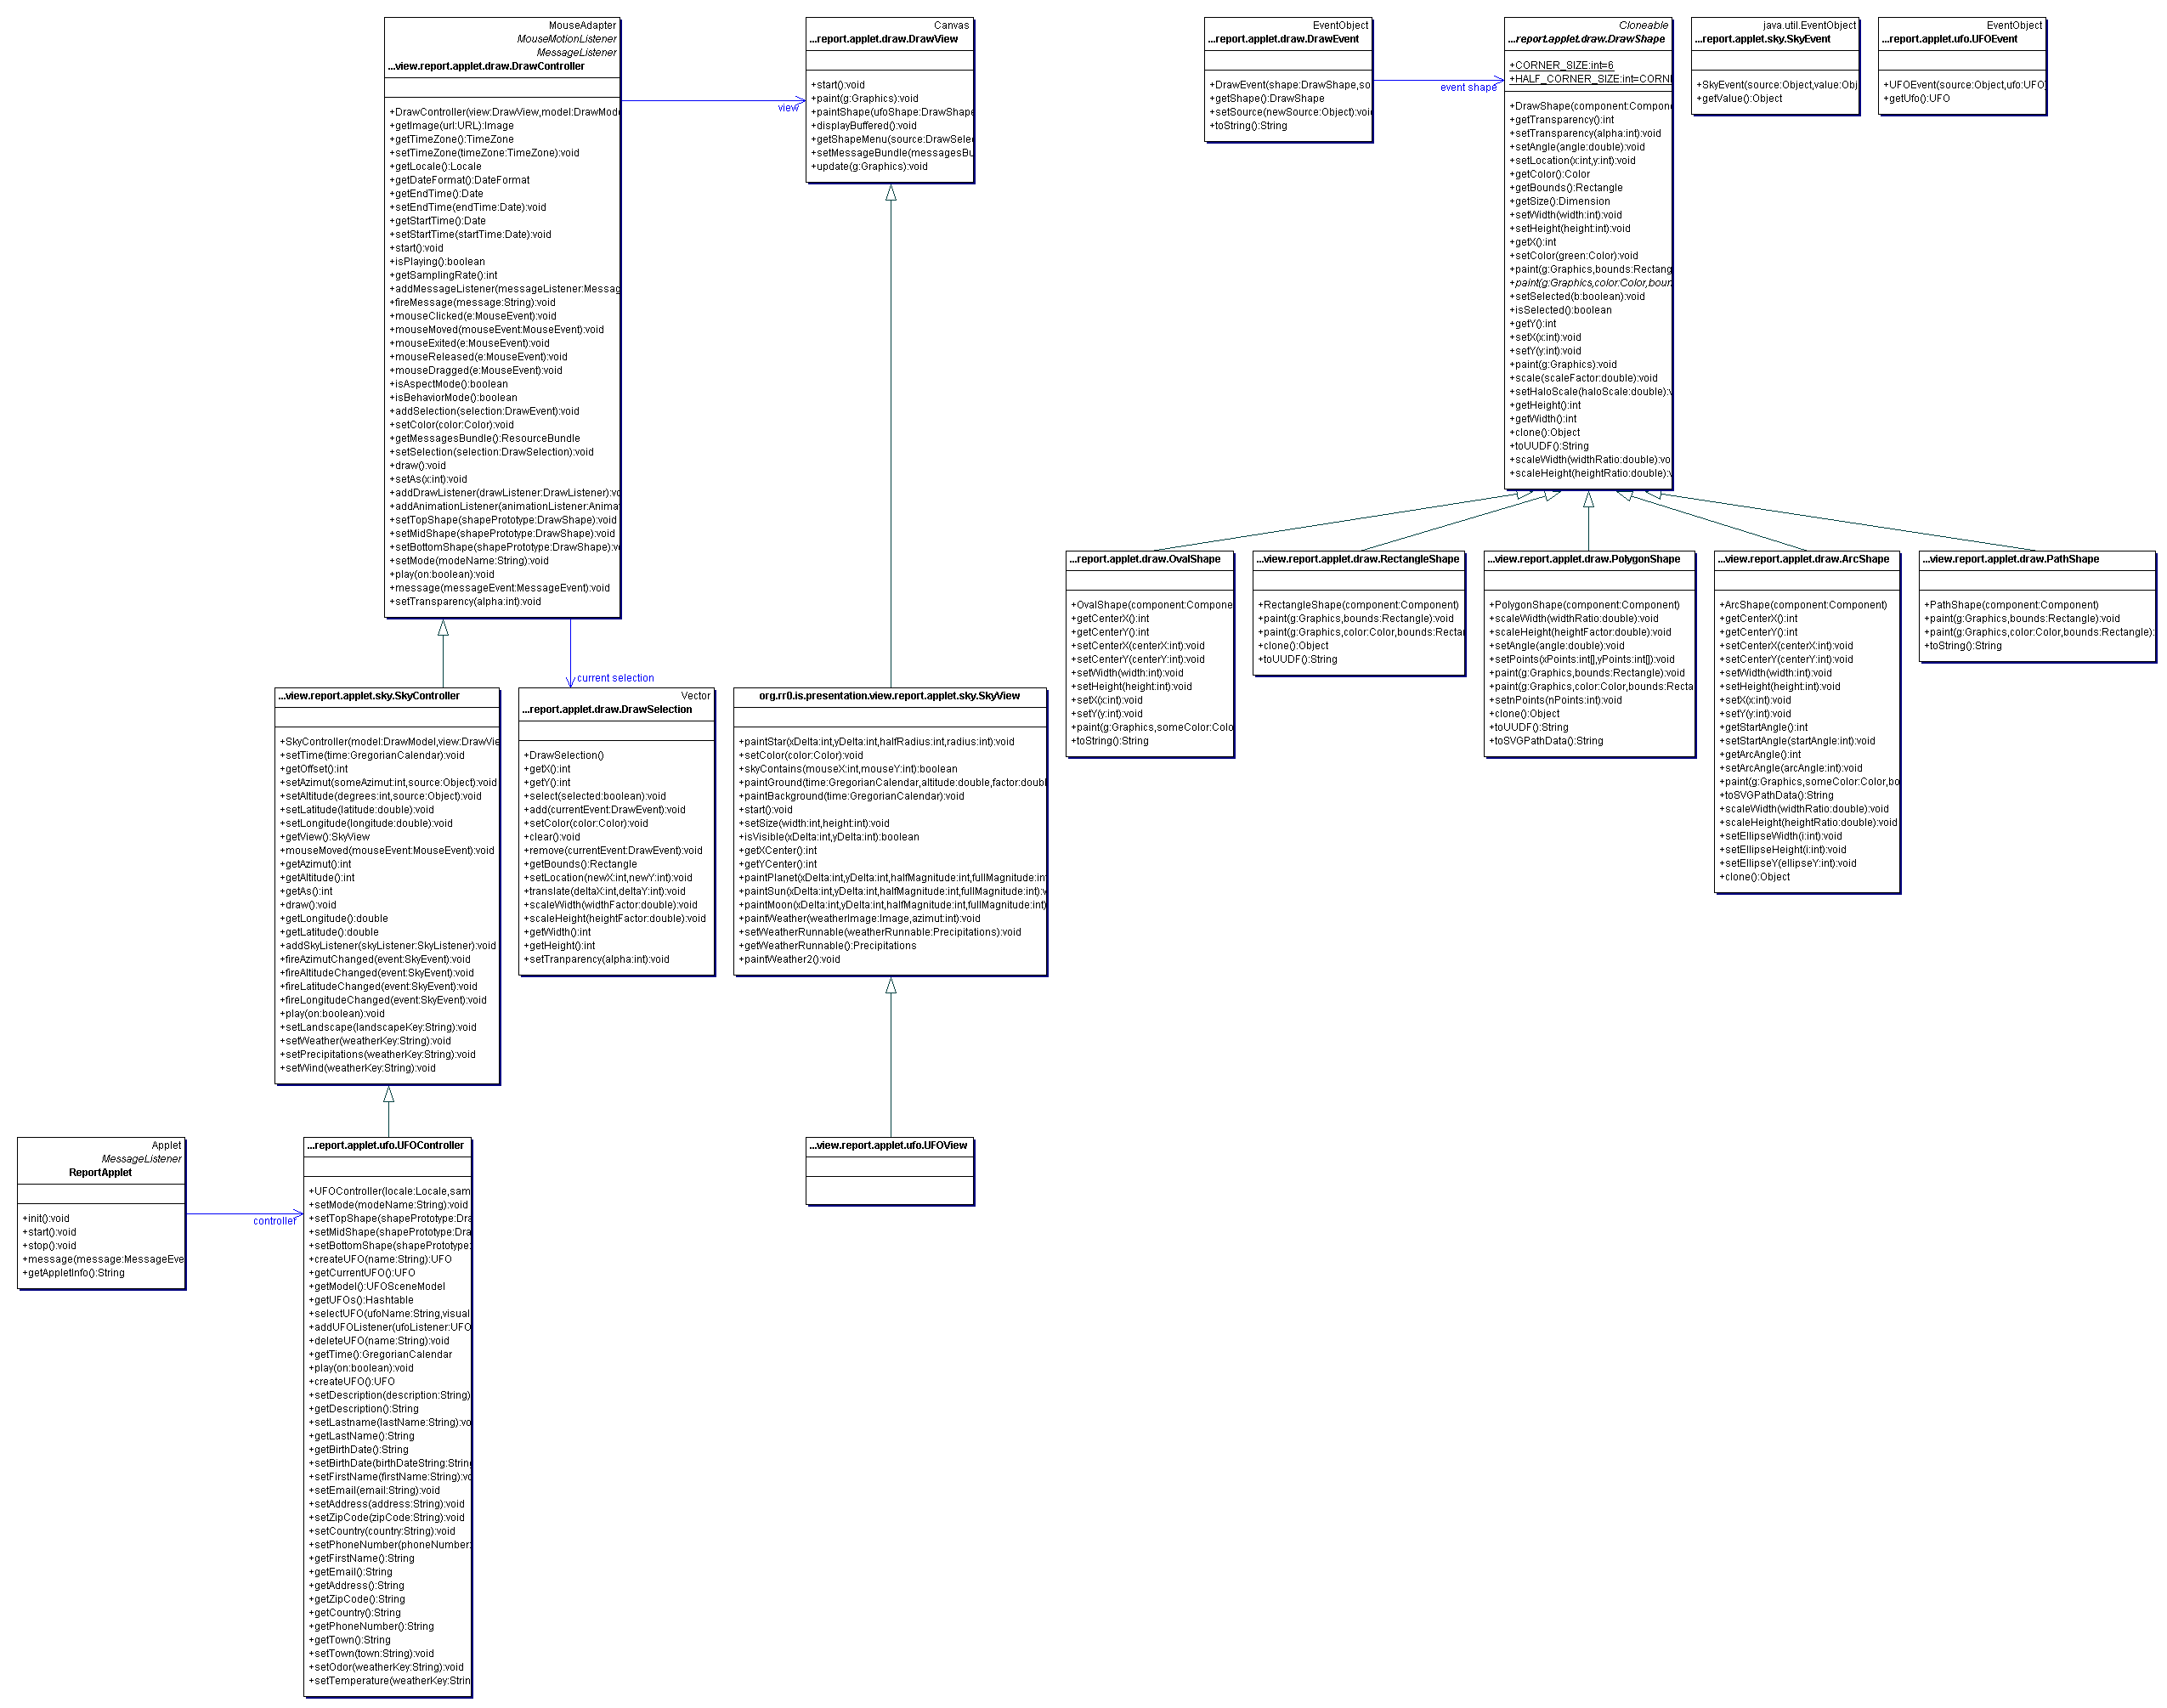 MouseAdapter
MouseMotionListener
MessageListener
...view.report.applet.draw.DrawController
+DrawController(view:DrawView,model:DrawMode
+getImage(url:URL):Image
+getTimeZone():TimeZone
+setTimeZone(timeZone:TimeZone):void
+getLocale():Locale
+getDateFormat():DateFormat
+getEndTime():Date
+setEndTime(endTime:Date):void
+getStartTime():Date
+setStartTime(startTime:Date):void
+start():void
+isPlaying():boolean
+getSamplingRate():int
+addMessageListener(messageListener:Messag
+fireMessage(message:String):void
+mouseClicked(e:MouseEvent):void
+mouseMoved(mouseEvent:MouseEvent):void
+mouseExited(e:MouseEvent):void
+mouseReleased(e:MouseEvent):void
+mouseDragged(e:MouseEvent):void
+isAspectMode():boolean
+isBehaviorMode():boolean
+addSelection(selection:DrawEvent):void
+setColor(color:Color):void
+getMessagesBundle():ResourceBundle
+setSelection(selection:DrawSelection):void
+draw():void
+setAs(x:int):void
+addDrawListener(drawListener:DrawListener):vo
+addAnimationListener(animationListener:Animat
+setTopShape(shapePrototype:DrawShape):void
+setMidShape(shapePrototype:DrawShape):void
+setBottomShape(shapePrototype:DrawShape):vo
+setMode(modeName:String):void
+play(on:boolean):void
+message(messageEvent:MessageEvent):void
+setTransparency(alpha:int):void
view
Canvas
...report.applet.draw.DrawView
+start():void
+paint(g:Graphics):void
+paintShape(ufoShape:DrawShape
+displayBuffered():void
+getShapeMenu(source:DrawSelec
+setMessageBundle(messagesBu
+update(g:Graphics):void
EventObject
...report.applet.draw.DrawEvent
+DrawEvent(shape:DrawShape,so
+getShape():DrawShape
+setSource(newSource:Object):voi
+toString():String
event shape
Cloneable
...report.applet.draw.DrawShape
+CORNER_SIZE:int=6
+HALF_CORNER_SIZE:int=CORNE
+DrawShape(component:Compone
+getTransparency():int
+setTransparency(alpha:int):void
+setAngle(angle:double):void
+setLocation(x:int,y:int):void
+getColor():Color
+getBounds():Rectangle
+getSize():Dimension
+setWidth(width:int):void
+setHeight(height:int):void
+getX():int
+setColor(green:Color):void
+paint(g:Graphics,bounds:Rectang
+paint(g:Graphics,color:Color,boun
+setSelected(b:boolean):void
+isSelected():boolean
+getY():int
+setX(x:int):void
+setY(y:int):void
+paint(g:Graphics):void
+scale(scaleFactor:double):void
+setHaloScale(haloScale:double):v
+getHeight():int
+getWidth():int
+clone():Object
+toUUDF():String
+scaleWidth(widthRatio:double):vo
+scaleHeight(heightRatio:double):v
java.util.EventObject
...report.applet.sky.SkyEvent
+SkyEvent(source:Object,value:Obj
+getValue():Object
EventObject
...report.applet.ufo.UFOEvent
+UFOEvent(source:Object,ufo:UFO)
+getUfo():UFO
...report.applet.draw.OvalShape
+OvalShape(component:Compone
+getCenterX():int
+getCenterY():int
+setCenterX(centerX:int):void
+setCenterY(centerY:int):void
+setWidth(width:int):void
+setHeight(height:int):void
+setX(x:int):void
+setY(y:int):void
+paint(g:Graphics,someColor:Colo
+toString():String
...view.report.applet.draw.RectangleShape
+RectangleShape(component:Component)
+paint(g:Graphics,bounds:Rectangle):void
+paint(g:Graphics,color:Color,bounds:Rectan
+clone():Object
+toUUDF():String
...view.report.applet.draw.PolygonShape
+PolygonShape(component:Component)
+scaleWidth(widthRatio:double):void
+scaleHeight(heightFactor:double):void
+setAngle(angle:double):void
+setPoints(xPoints:int[],yPoints:int[]):void
+paint(g:Graphics,bounds:Rectangle):void
+paint(g:Graphics,color:Color,bounds:Recta
+setnPoints(nPoints:int):void
+clone():Object
+toUUDF():String
+toSVGPathData():String
...view.report.applet.draw.ArcShape
+ArcShape(component:Component)
+getCenterX():int
+getCenterY():int
+setCenterX(centerX:int):void
+setCenterY(centerY:int):void
+setWidth(width:int):void
+setHeight(height:int):void
+setX(x:int):void
+setY(y:int):void
+getStartAngle():int
+setStartAngle(startAngle:int):void
+getArcAngle():int
+setArcAngle(arcAngle:int):void
+paint(g:Graphics,someColor:Color,bo
+toSVGPathData():String
+scaleWidth(widthRatio:double):void
+scaleHeight(heightRatio:double):void
+setEllipseWidth(i:int):void
+setEllipseHeight(i:int):void
+setEllipseY(ellipseY:int):void
+clone():Object
...view.report.applet.draw.PathShape
+PathShape(component:Component)
+paint(g:Graphics,bounds:Rectangle):void
+paint(g:Graphics,color:Color,bounds:Rectangle):
+toString():String
current selection
...view.report.applet.sky.SkyController
+SkyController(model:DrawModel,view:DrawVie
+setTime(time:GregorianCalendar):void
+getOffset():int
+setAzimut(someAzimut:int,source:Object):void
+setAltitude(degrees:int,source:Object):void
+setLatitude(latitude:double):void
+setLongitude(longitude:double):void
+getView():SkyView
+mouseMoved(mouseEvent:MouseEvent):void
+getAzimut():int
+getAltitude():int
+getAs():int
+draw():void
+getLongitude():double
+getLatitude():double
+addSkyListener(skyListener:SkyListener):void
+fireAzimutChanged(event:SkyEvent):void
+fireAltitudeChanged(event:SkyEvent):void
+fireLatitudeChanged(event:SkyEvent):void
+fireLongitudeChanged(event:SkyEvent):void
+play(on:boolean):void
+setLandscape(landscapeKey:String):void
+setWeather(weatherKey:String):void
+setPrecipitations(weatherKey:String):void
+setWind(weatherKey:String):void
Vector
...report.applet.draw.DrawSelection
+DrawSelection()
+getX():int
+getY():int
+select(selected:boolean):void
+add(currentEvent:DrawEvent):void
+setColor(color:Color):void
+clear():void
+remove(currentEvent:DrawEvent):void
+getBounds():Rectangle
+setLocation(newX:int,newY:int):void
+translate(deltaX:int,deltaY:int):void
+scaleWidth(widthFactor:double):void
+scaleHeight(heightFactor:double):void
+getWidth():int
+getHeight():int
+setTranparency(alpha:int):void
org.rr0.is.presentation.view.report.applet.sky.SkyView
+paintStar(xDelta:int,yDelta:int,halfRadius:int,radius:int):void
+setColor(color:Color):void
+skyContains(mouseX:int,mouseY:int):boolean
+paintGround(time:GregorianCalendar,altitude:double,factor:doubl
+paintBackground(time:GregorianCalendar):void
+start():void
+setSize(width:int,height:int):void
+isVisible(xDelta:int,yDelta:int):boolean
+getXCenter():int
+getYCenter():int
+paintPlanet(xDelta:int,yDelta:int,halfMagnitude:int,fullMagnitude:int
+paintSun(xDelta:int,yDelta:int,halfMagnitude:int,fullMagnitude:int):v
+paintMoon(xDelta:int,yDelta:int,halfMagnitude:int,fullMagnitude:int)
+paintWeather(weatherImage:Image,azimut:int):void
+setWeatherRunnable(weatherRunnable:Precipitations):void
+getWeatherRunnable():Precipitations
+paintWeather2():void
Applet
MessageListener
ReportApplet
+init():void
+start():void
+stop():void
+message(message:MessageEve
+getAppletInfo():String
controller
...report.applet.ufo.UFOController
+UFOController(locale:Locale,sam
+setMode(modeName:String):void
+setTopShape(shapePrototype:Dra
+setMidShape(shapePrototype:Dra
+setBottomShape(shapePrototype:
+createUFO(name:String):UFO
+getCurrentUFO():UFO
+getModel():UFOSceneModel
+getUFOs():Hashtable
+selectUFO(ufoName:String,visual
+addUFOListener(ufoListener:UFO
+deleteUFO(name:String):void
+getTime():GregorianCalendar
+play(on:boolean):void
+createUFO():UFO
+setDescription(description:String)
+getDescription():String
+setLastname(lastName:String):vo
+getLastName():String
+getBirthDate():String
+setBirthDate(birthDateString:String
+setFirstName(firstName:String):vo
+setEmail(email:String):void
+setAddress(address:String):void
+setZipCode(zipCode:String):void
+setCountry(country:String):void
+setPhoneNumber(phoneNumber:
+getFirstName():String
+getEmail():String
+getAddress():String
+getZipCode():String
+getCountry():String
+getPhoneNumber():String
+getTown():String
+setTown(town:String):void
+setOdor(weatherKey:String):void
+setTemperature(weatherKey:Strin
...view.report.applet.ufo.UFOView